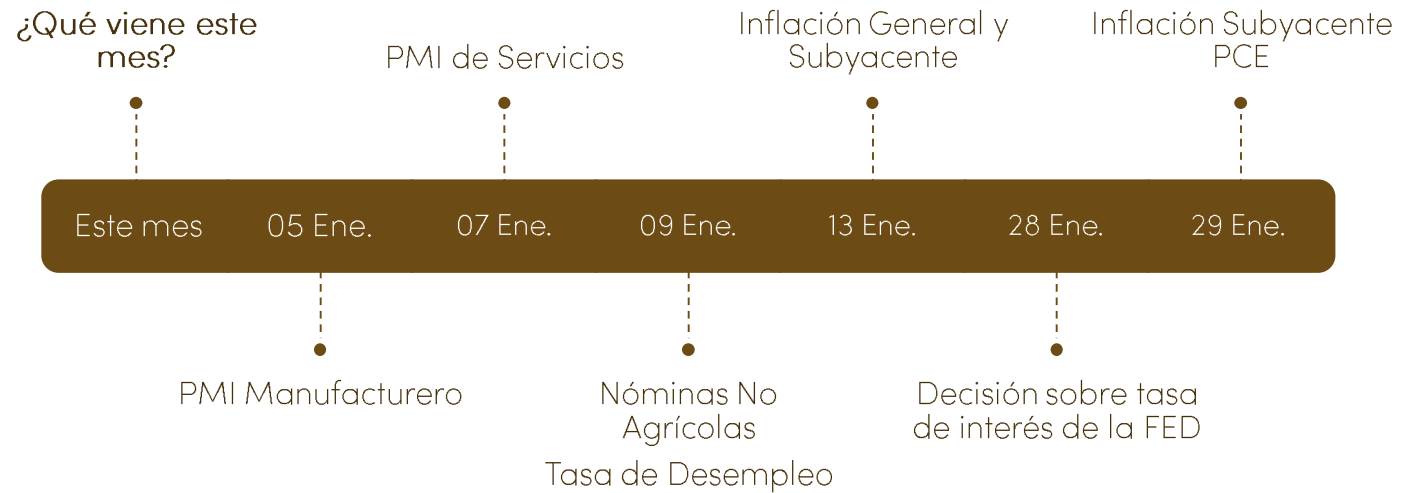 ¿Qué viene este
mes?
PMI de Servicios
Inflación General y
Subyacente
Inflación Subyacente
PCE
Este mes
05 Ene.
07 Ene.
09 Ene.
13 Ene.
28 Ene.
29 Ene.
PMI Manufacturero
Nóminas No
Agrícolas
Tasa de Desempleo
Decisión sobre tasa
de interés de la FED